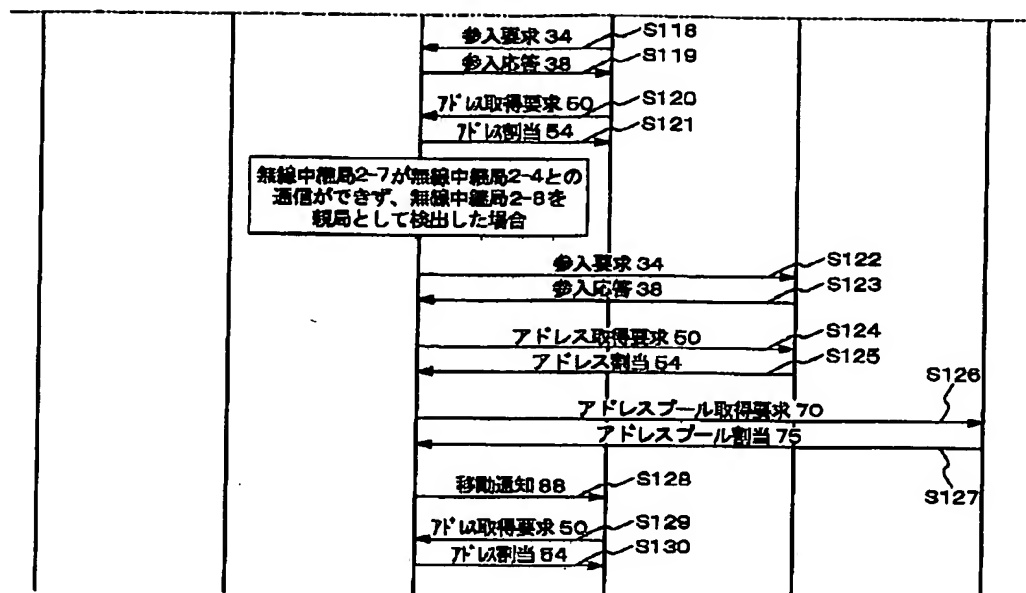 参入要求 34
S118
参入応答 38
S119
アドレス取得要求 50
S120
アドレス割当 54
S121
無線中継局2-7が無線中継局2-4との
通信ができず、無線中継局2-8を
親局として検出した場合
参入要求 34
S122
参入応答 38
S123
アドレス取得要求 50
S124
アドレス割当 54
S125
S126
アドレスプール取得要求 70
アドレスプール割当 75
S127
移動通知 88
S128
アドレス取得要求 50
S129
アドレス割当 54
S130